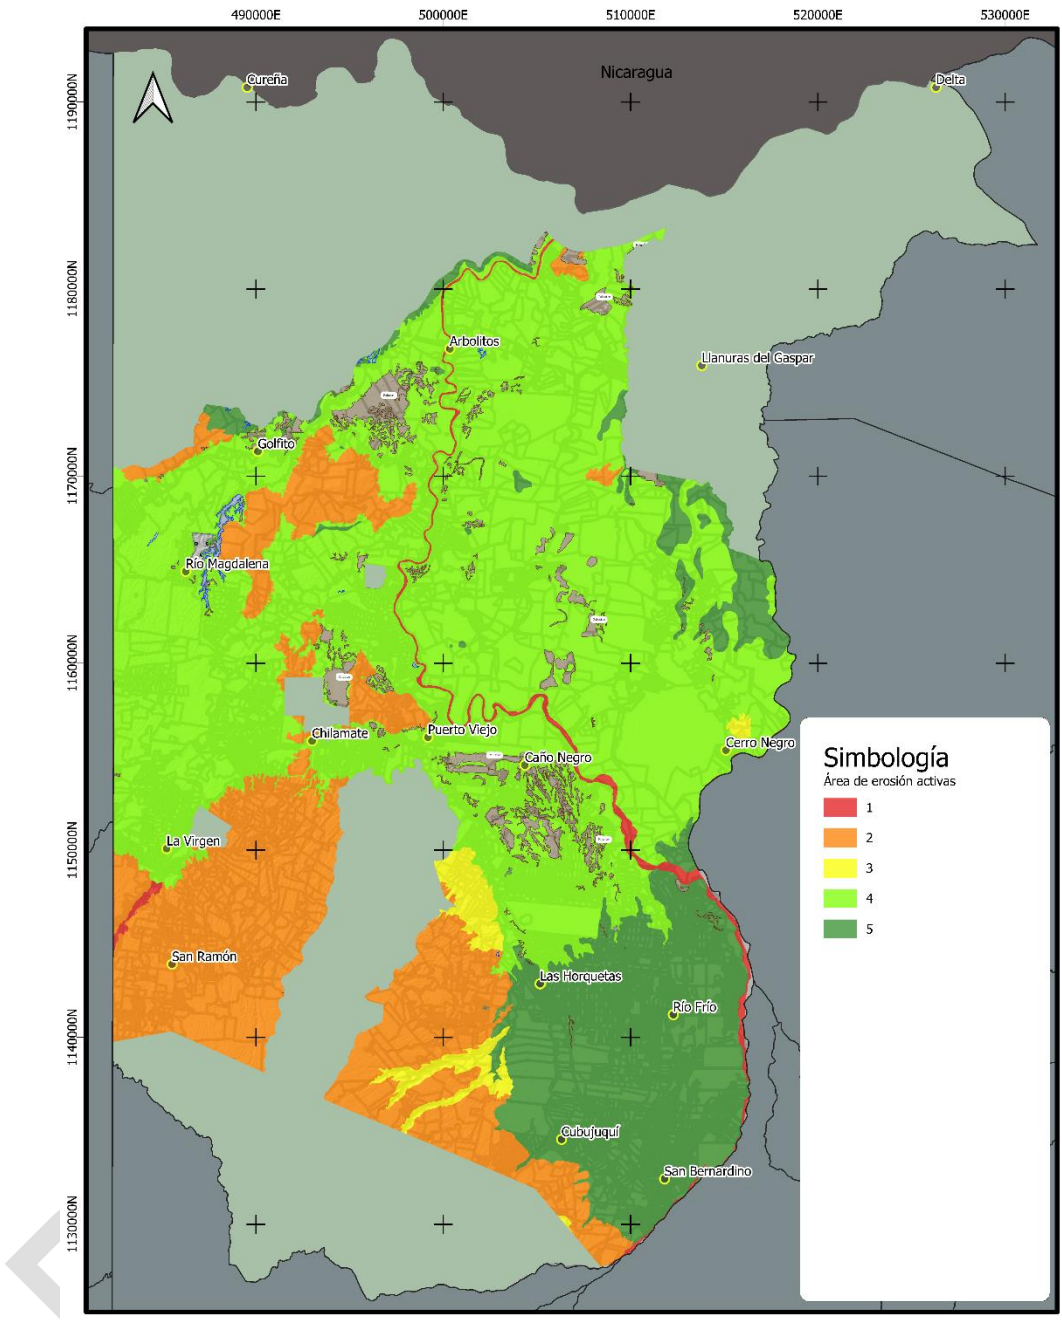 490000E
500000E
510000E
520000E
530000E
Nicaragua
Cureña
Delta
1190000N
1180000N
Arbolitos
Llanuras del Gaspar
Golfito
1170000N
Río Magdalena
1160000N
Chilamate
Puerto Viejo
Caño Negro
Cerro Negro
Simbología
Área de erosión activas
1
2
3
4
5
La Virgen
1150000N
San Ramón
Las Horquetas
Río Frío
1140000N
Cubujuquí
San Bernardino
1130000N